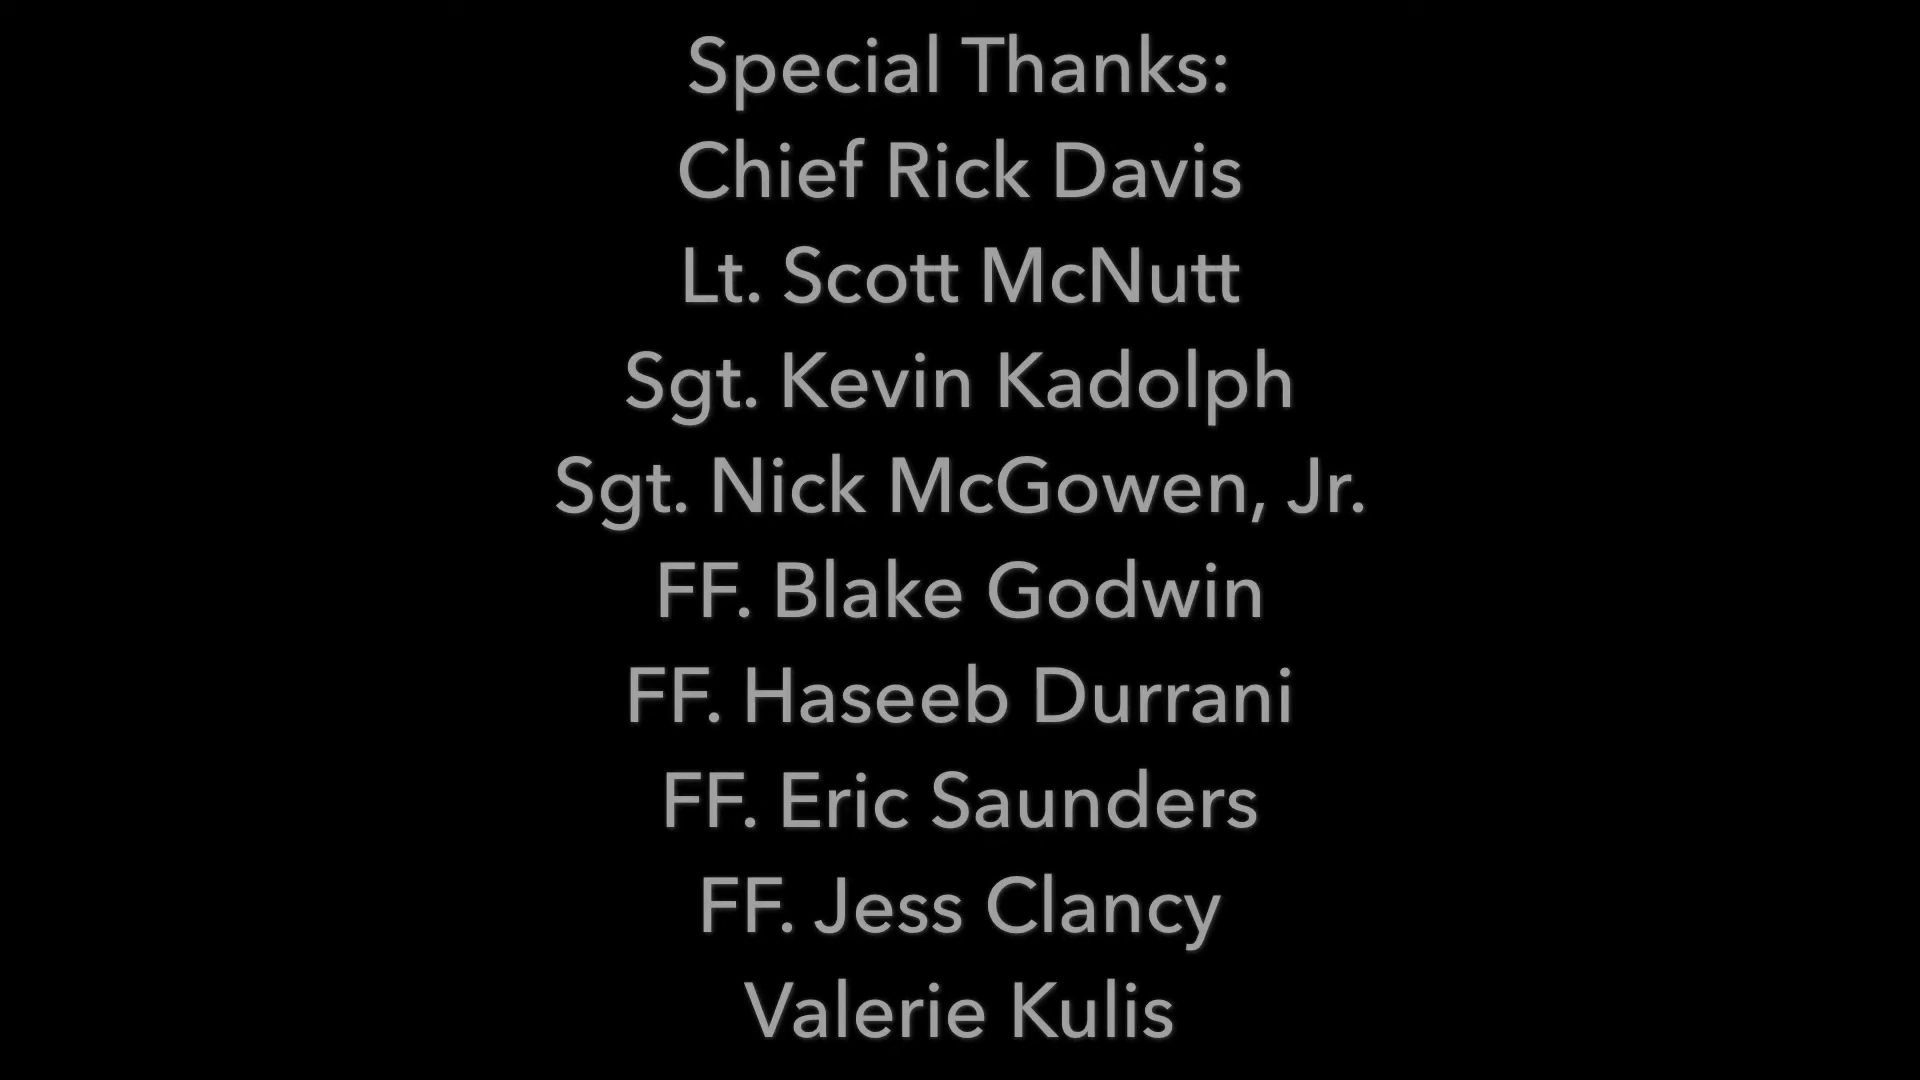 Special Thanks:
Chief Rick Davis
Lt. Scott McNutt
Sgt. Kevin Kadolph
Sgt. Nick McGowen, Jr.
FF. Blake Godwin
FF. Haseeb Durrani
FF. Eric Saunders
FF. Jess Clancy
Valerie Kulis